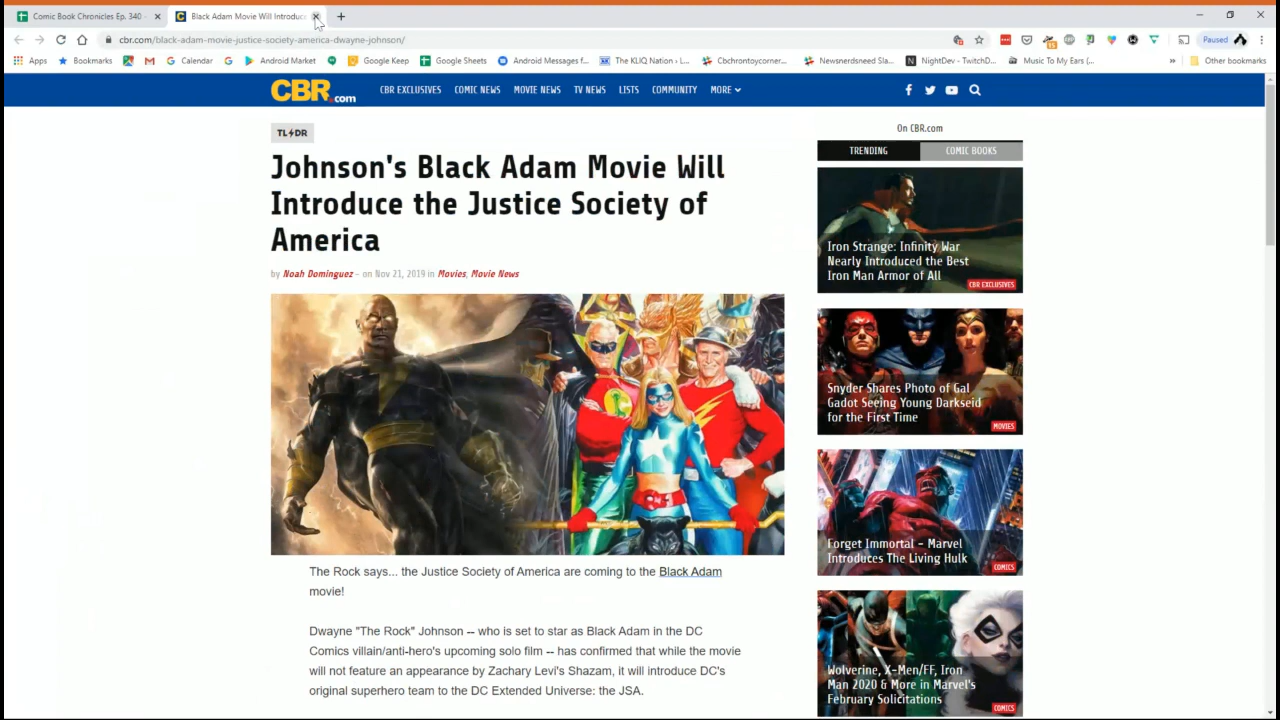 Comic Book Chronicles Ep. 340 -
Black Adam Movie Will Introduce
cbr.com/black-adam-movie-justice-society-america-dwayne-johnson/
Paused
Apps
Bookmarks
Calendar
Android Market
Google Keep
Google Sheets
Android Messages f...
The KLIQ Nation › L...
Cbchrontoycorner...
Newsnerdsneed Sla...
NightDev - TwitchD...
Music To My Ears (...
»
Other bookmarks
CBR.com
CBR EXCLUSIVES
COMIC NEWS
MOVIE NEWS
TV NEWS
LISTS
COMMUNITY
MORE
TL DR
Johnson's Black Adam Movie Will
Introduce the Justice Society of
America
by Noah Dominguez – on Nov 21, 2019 in Movies, Movie News
The Rock says... the Justice Society of America are coming to the Black Adam
movie!
Dwayne "The Rock" Johnson -- who is set to star as Black Adam in the DC
Comics villain/anti-hero's upcoming solo film -- has confirmed that while the movie
will not feature an appearance by Zachary Levi's Shazam, it will introduce DC's
original superhero team to the DC Extended Universe: the JSA.
On CBR.com
TRENDING
COMIC BOOKS
Iron Strange: Infinity War
Nearly Introduced the Best
Iron Man Armor of All
CBR EXCLUSIVES
Snyder Shares Photo of Gal
Gadot Seeing Young Darkseid
for the First Time
MOVIES
Forget Immortal – Marvel
Introduces The Living Hulk
COMICS
Wolverine, X-Men/FF, Iron
Man 2020 & More in Marvel's
February Solicitations
COMICS